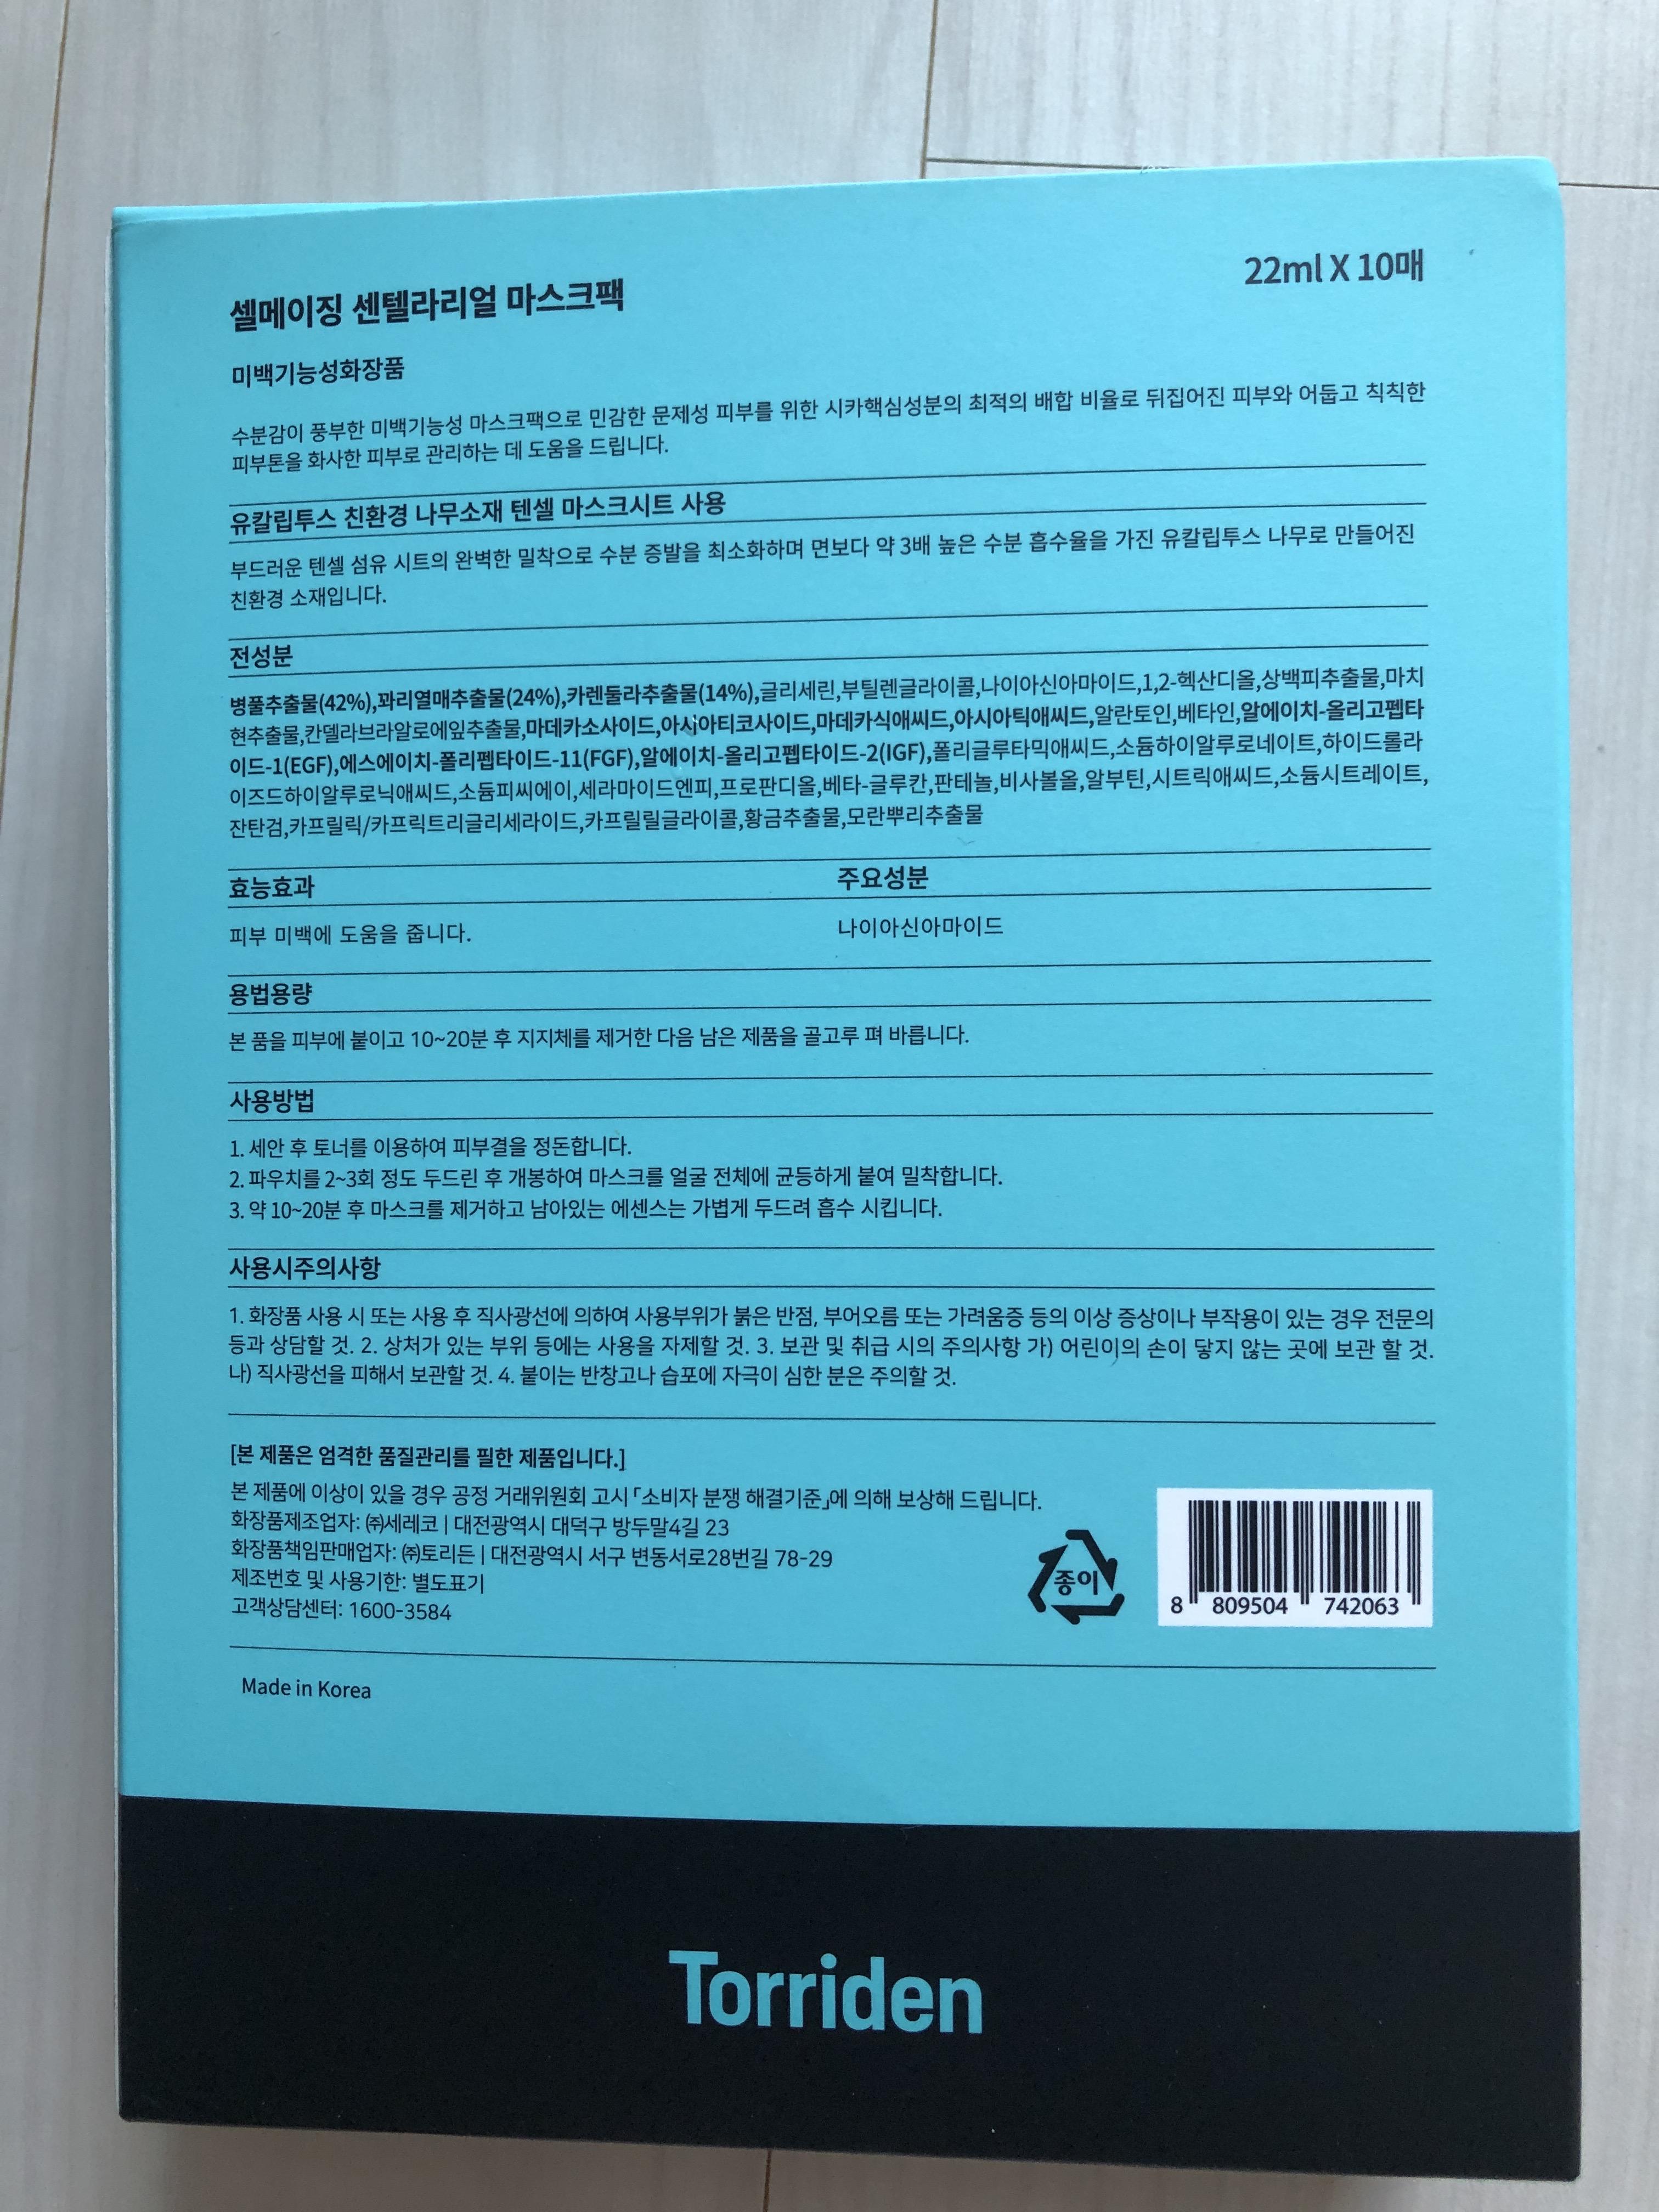 셀메이징 센텔라리얼 마스크팩
22ml X 10매
미백기능성화장품
수분감이 풍부한 미백기능성 마스크팩으로 민감한 문제성 피부를 위한 시카핵심성분의 최적의 배합 비율로 뒤집어진 피부와 어둡고 칙칙한
피부톤을 화사한 피부로 관리하는 데 도움을 드립니다.
유칼립투스 친환경 나무소재 텐셀 마스크시트 사용
부드러운 텐셀 섬유 시트의 완벽한 밀착으로 수분 증발을 최소화하며 면보다 약 3배 높은 수분 흡수율을 가진 유칼립투스 나무로 만들어진
친환경 소재입니다.
전성분
병풀추출물(42%),꽈리열매추출물(24%),카렌둘라추출물(14%),글리세린,부틸렌글라이콜,나이아신아마이드,1,2-헥산디올,상백피추출물,마치
현추출물,칸델라브라알로에잎추출물,마데카소사이드,아시아티코사이드,마데카식애씨드,아시아틱애씨드,알란토인,베타인,알에이치-올리고펩타
이드-1(EGF),에스에이치-폴리펩타이드-11(FGF),알에이치-올리고펩타이드-2(IGF),폴리글루타믹애씨드,소듐하이알루로네이트,하이드롤라
이즈드하이알루로닉애씨드,소듐피씨에이,세라마이드엔피,프로판디올,베타-글루칸,판테놀,비사볼올,알부틴,시트릭애씨드,소듐시트레이트,
잔탄검,카프릴릭/카프릭트리글리세라이드,카프릴릴글라이콜,황금추출물,모란뿌리추출물
효능효과
주요성분
피부 미백에 도움을 줍니다.
나이아신아마이드
용법용량
본 품을 피부에 붙이고 10~20분 후 지지체를 제거한 다음 남은 제품을 골고루 펴 바릅니다.
사용방법
1. 세안 후 토너를 이용하여 피부결을 정돈합니다.
2. 파우치를 2~3회 정도 두드린 후 개봉하여 마스크를 얼굴 전체에 균등하게 붙여 밀착합니다.
3. 약 10~20분 후 마스크를 제거하고 남아있는 에센스는 가볍게 두드려 흡수 시킵니다.
사용시주의사항
1. 화장품 사용 시 또는 사용 후 직사광선에 의하여 사용부위가 붉은 반점, 부어오름 또는 가려움증 등의 이상 증상이나 부작용이 있는 경우 전문의
등과 상담할 것. 2. 상처가 있는 부위 등에는 사용을 자제할 것. 3. 보관 및 취급 시의 주의사항 가) 어린이의 손이 닿지 않는 곳에 보관 할 것.
나) 직사광선을 피해서 보관할 것. 4. 붙이는 반창고나 습포에 자극이 심한 분은 주의할 것.
[본 제품은 엄격한 품질관리를 필한 제품입니다.]
본 제품에 이상이 있을 경우 공정 거래위원회 고시 「소비자 분쟁 해결기준」에 의해 보상해 드립니다.
화장품제조업자: ㈜세레코 | 대전광역시 대덕구 방두말4길 23
화장품책임판매업자: ㈜토리든 | 대전광역시 서구 변동서로28번길 78-29
제조번호 및 사용기한: 별도표기
고객상담센터: 1600-3584
종이
8 809504 742063
Made in Korea
Torriden